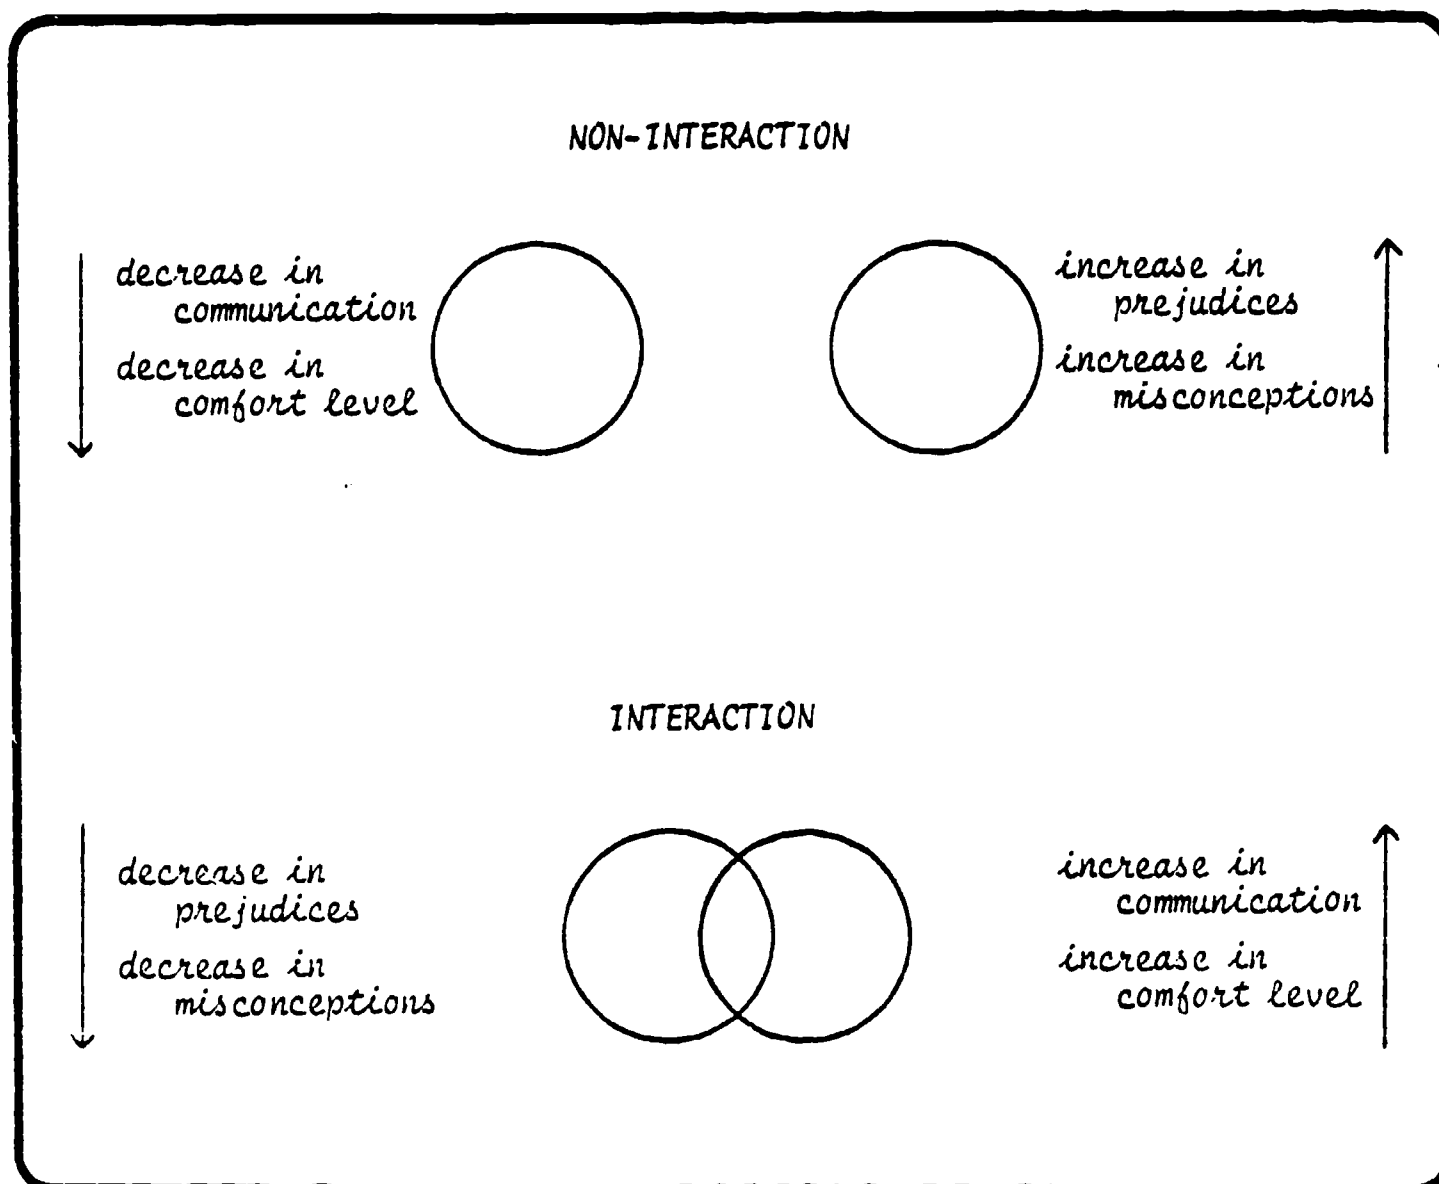 NON-INTERACTION
decrease in
communication
decrease in
comfort level
increase in
prejudices
increase in
misconceptions
INTERACTION
decrease in
prejudices
decrease in
misconceptions
increase in
communication
increase in
comfort level